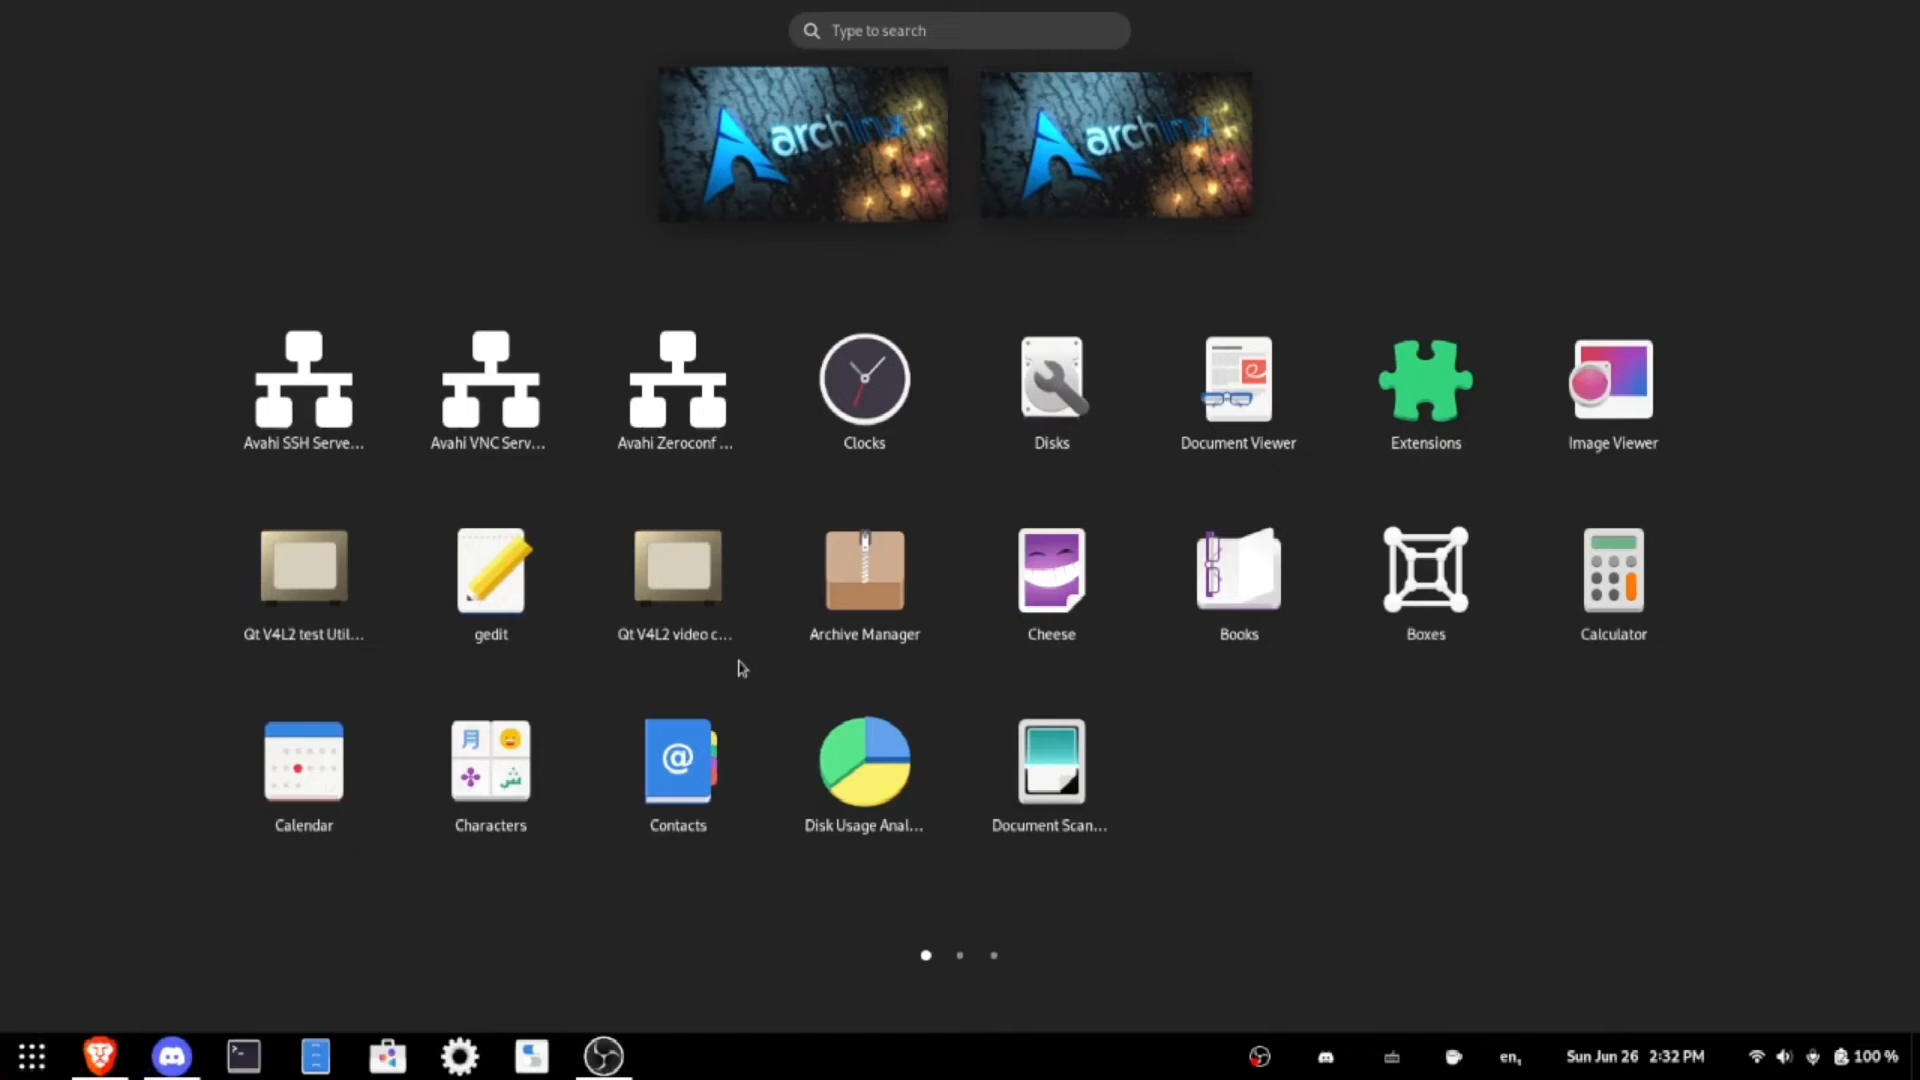 Type to search
archlinux
archlinux
Avahi SSH Serve...
Avahi VNC Serv...
Avahi Zeroconf ...
Clocks
Disks
Document Viewer
Extensions
Image Viewer
Qt V4L2 test Util...
gedit
Qt V4L2 video c...
Archive Manager
Cheese
Books
Boxes
Calculator
Calendar
Characters
Contacts
Disk Usage Anal...
Document Scan...
en,
Sun Jun 26 2:32 PM
100 %